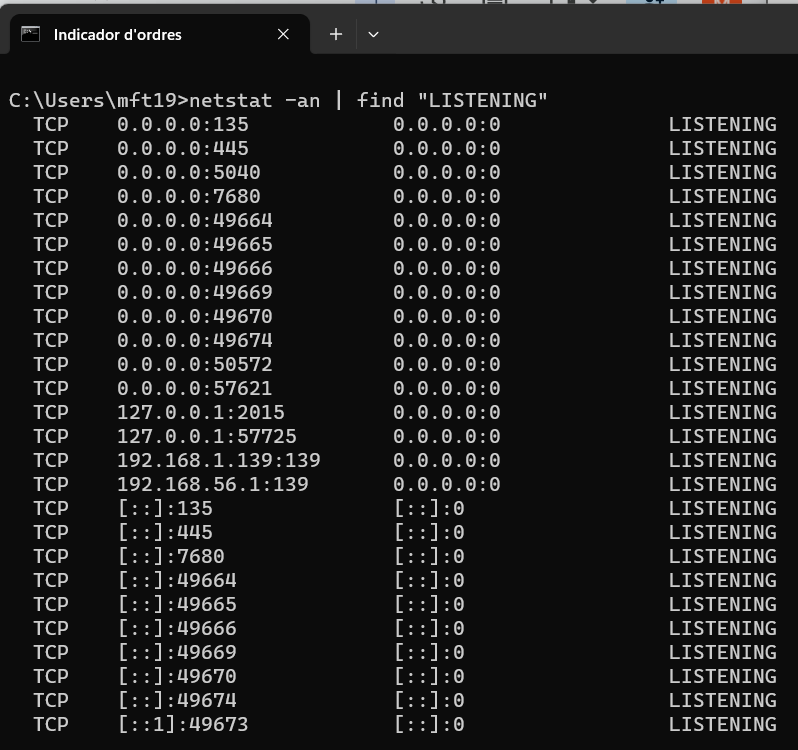 Indicador d'ordres
C:\Users\mft19>netstat -an | find "LISTENING"
TCP 0.0.0.0:135 0.0.0.0:0 LISTENING
TCP 0.0.0.0:445 0.0.0.0:0 LISTENING
TCP 0.0.0.0:5040 0.0.0.0:0 LISTENING
TCP 0.0.0.0:7680 0.0.0.0:0 LISTENING
TCP 0.0.0.0:49664 0.0.0.0:0 LISTENING
TCP 0.0.0.0:49665 0.0.0.0:0 LISTENING
TCP 0.0.0.0:49666 0.0.0.0:0 LISTENING
TCP 0.0.0.0:49669 0.0.0.0:0 LISTENING
TCP 0.0.0.0:49670 0.0.0.0:0 LISTENING
TCP 0.0.0.0:49674 0.0.0.0:0 LISTENING
TCP 0.0.0.0:50572 0.0.0.0:0 LISTENING
TCP 0.0.0.0:57621 0.0.0.0:0 LISTENING
TCP 127.0.0.1:2015 0.0.0.0:0 LISTENING
TCP 127.0.0.1:57725 0.0.0.0:0 LISTENING
TCP 192.168.1.139:139 0.0.0.0:0 LISTENING
TCP 192.168.56.1:139 0.0.0.0:0 LISTENING
TCP [::]:135 [::]:0 LISTENING
TCP [::]:445 [::]:0 LISTENING
TCP [::]:7680 [::]:0 LISTENING
TCP [::]:49664 [::]:0 LISTENING
TCP [::]:49665 [::]:0 LISTENING
TCP [::]:49666 [::]:0 LISTENING
TCP [::]:49669 [::]:0 LISTENING
TCP [::]:49670 [::]:0 LISTENING
TCP [::]:49674 [::]:0 LISTENING
TCP [::1]:49673 [::]:0 LISTENING